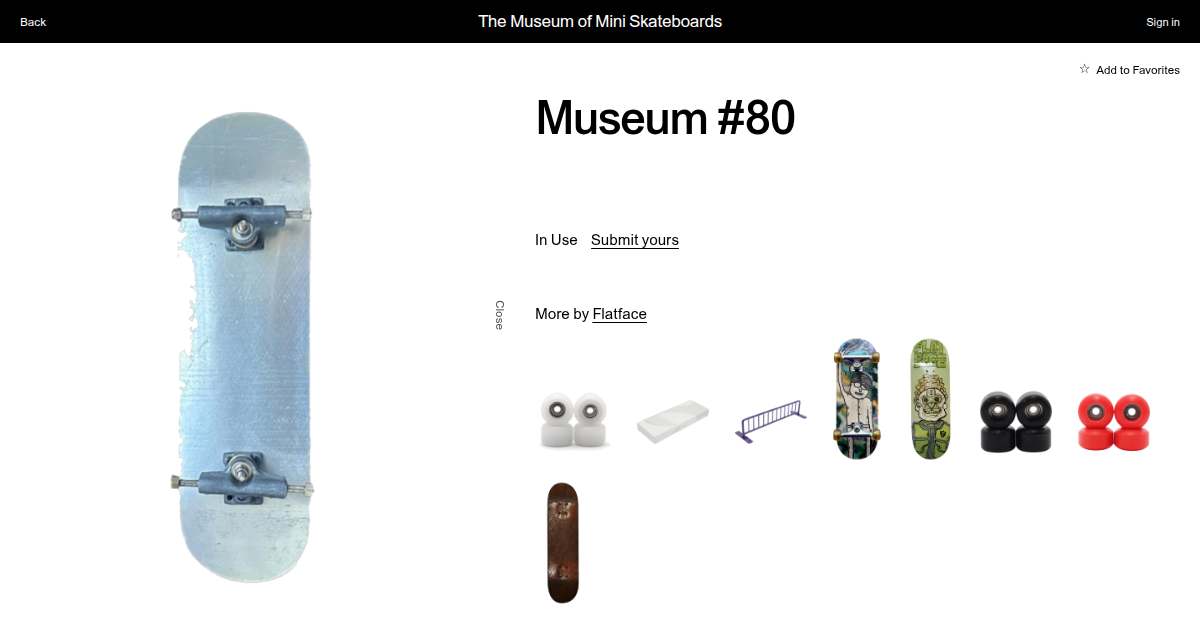 Back
The Museum of Mini Skateboards
Sign in
☆ Add to Favorites
Museum #80
In Use Submit yours
Close
More by Flatface